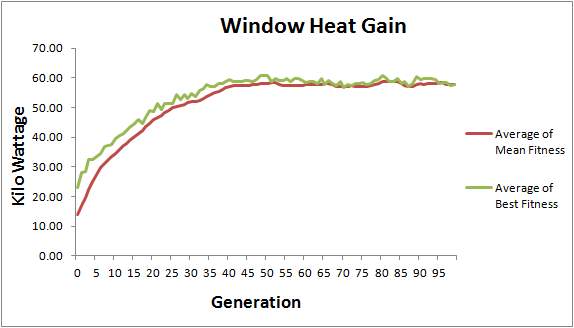 Window Heat Gain
70.00
60.00
50.00
40.00
30.00
20.00
10.00
0.00
Kilo Wattage
0 5 10 15 20 25 30 35 40 45 50 55 60 65 70 75 80 85 90 95
Generation
Average of
Mean Fitness
Average of
Best Fitness